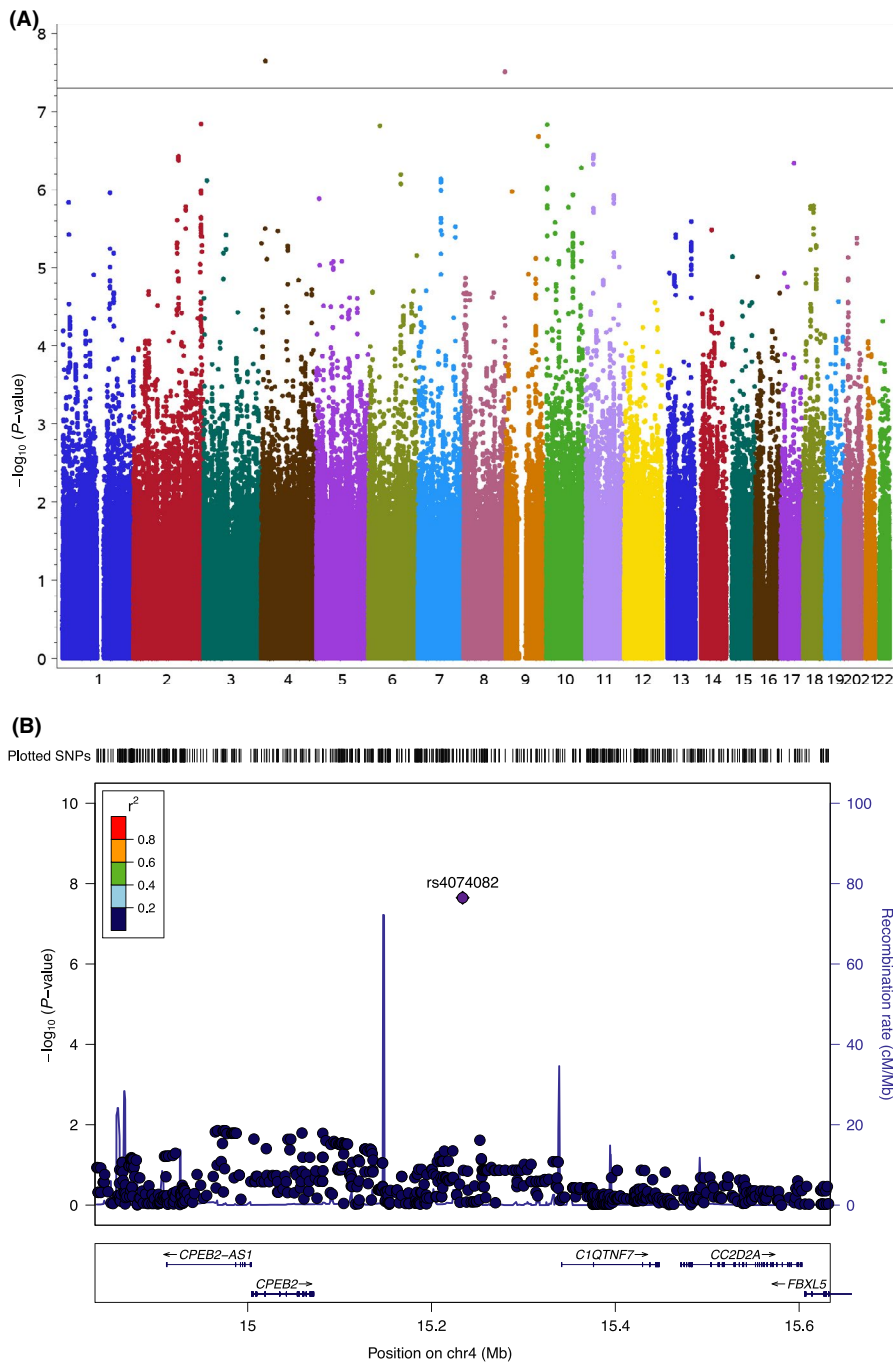 (A)
8
7
6
5
4
3
2
1
0
−log10 (P−value)
1 2 3 4 5 6 7 8 9 10 11 12 13 14 15 16 17 18 19 20 21 22
(B)
Plotted SNPs
10
8
6
4
2
0
−log10 (P−value)
r2
0.8
0.6
0.4
0.2
rs4074082
100
80
60
40
20
0
Recombination rate (cM/Mb)
←CPEB2−AS1
CPEB2→
C1QTNF7→
CC2D2A→
←FBXL5
15 15.2 15.4 15.6
Position on chr4 (Mb)